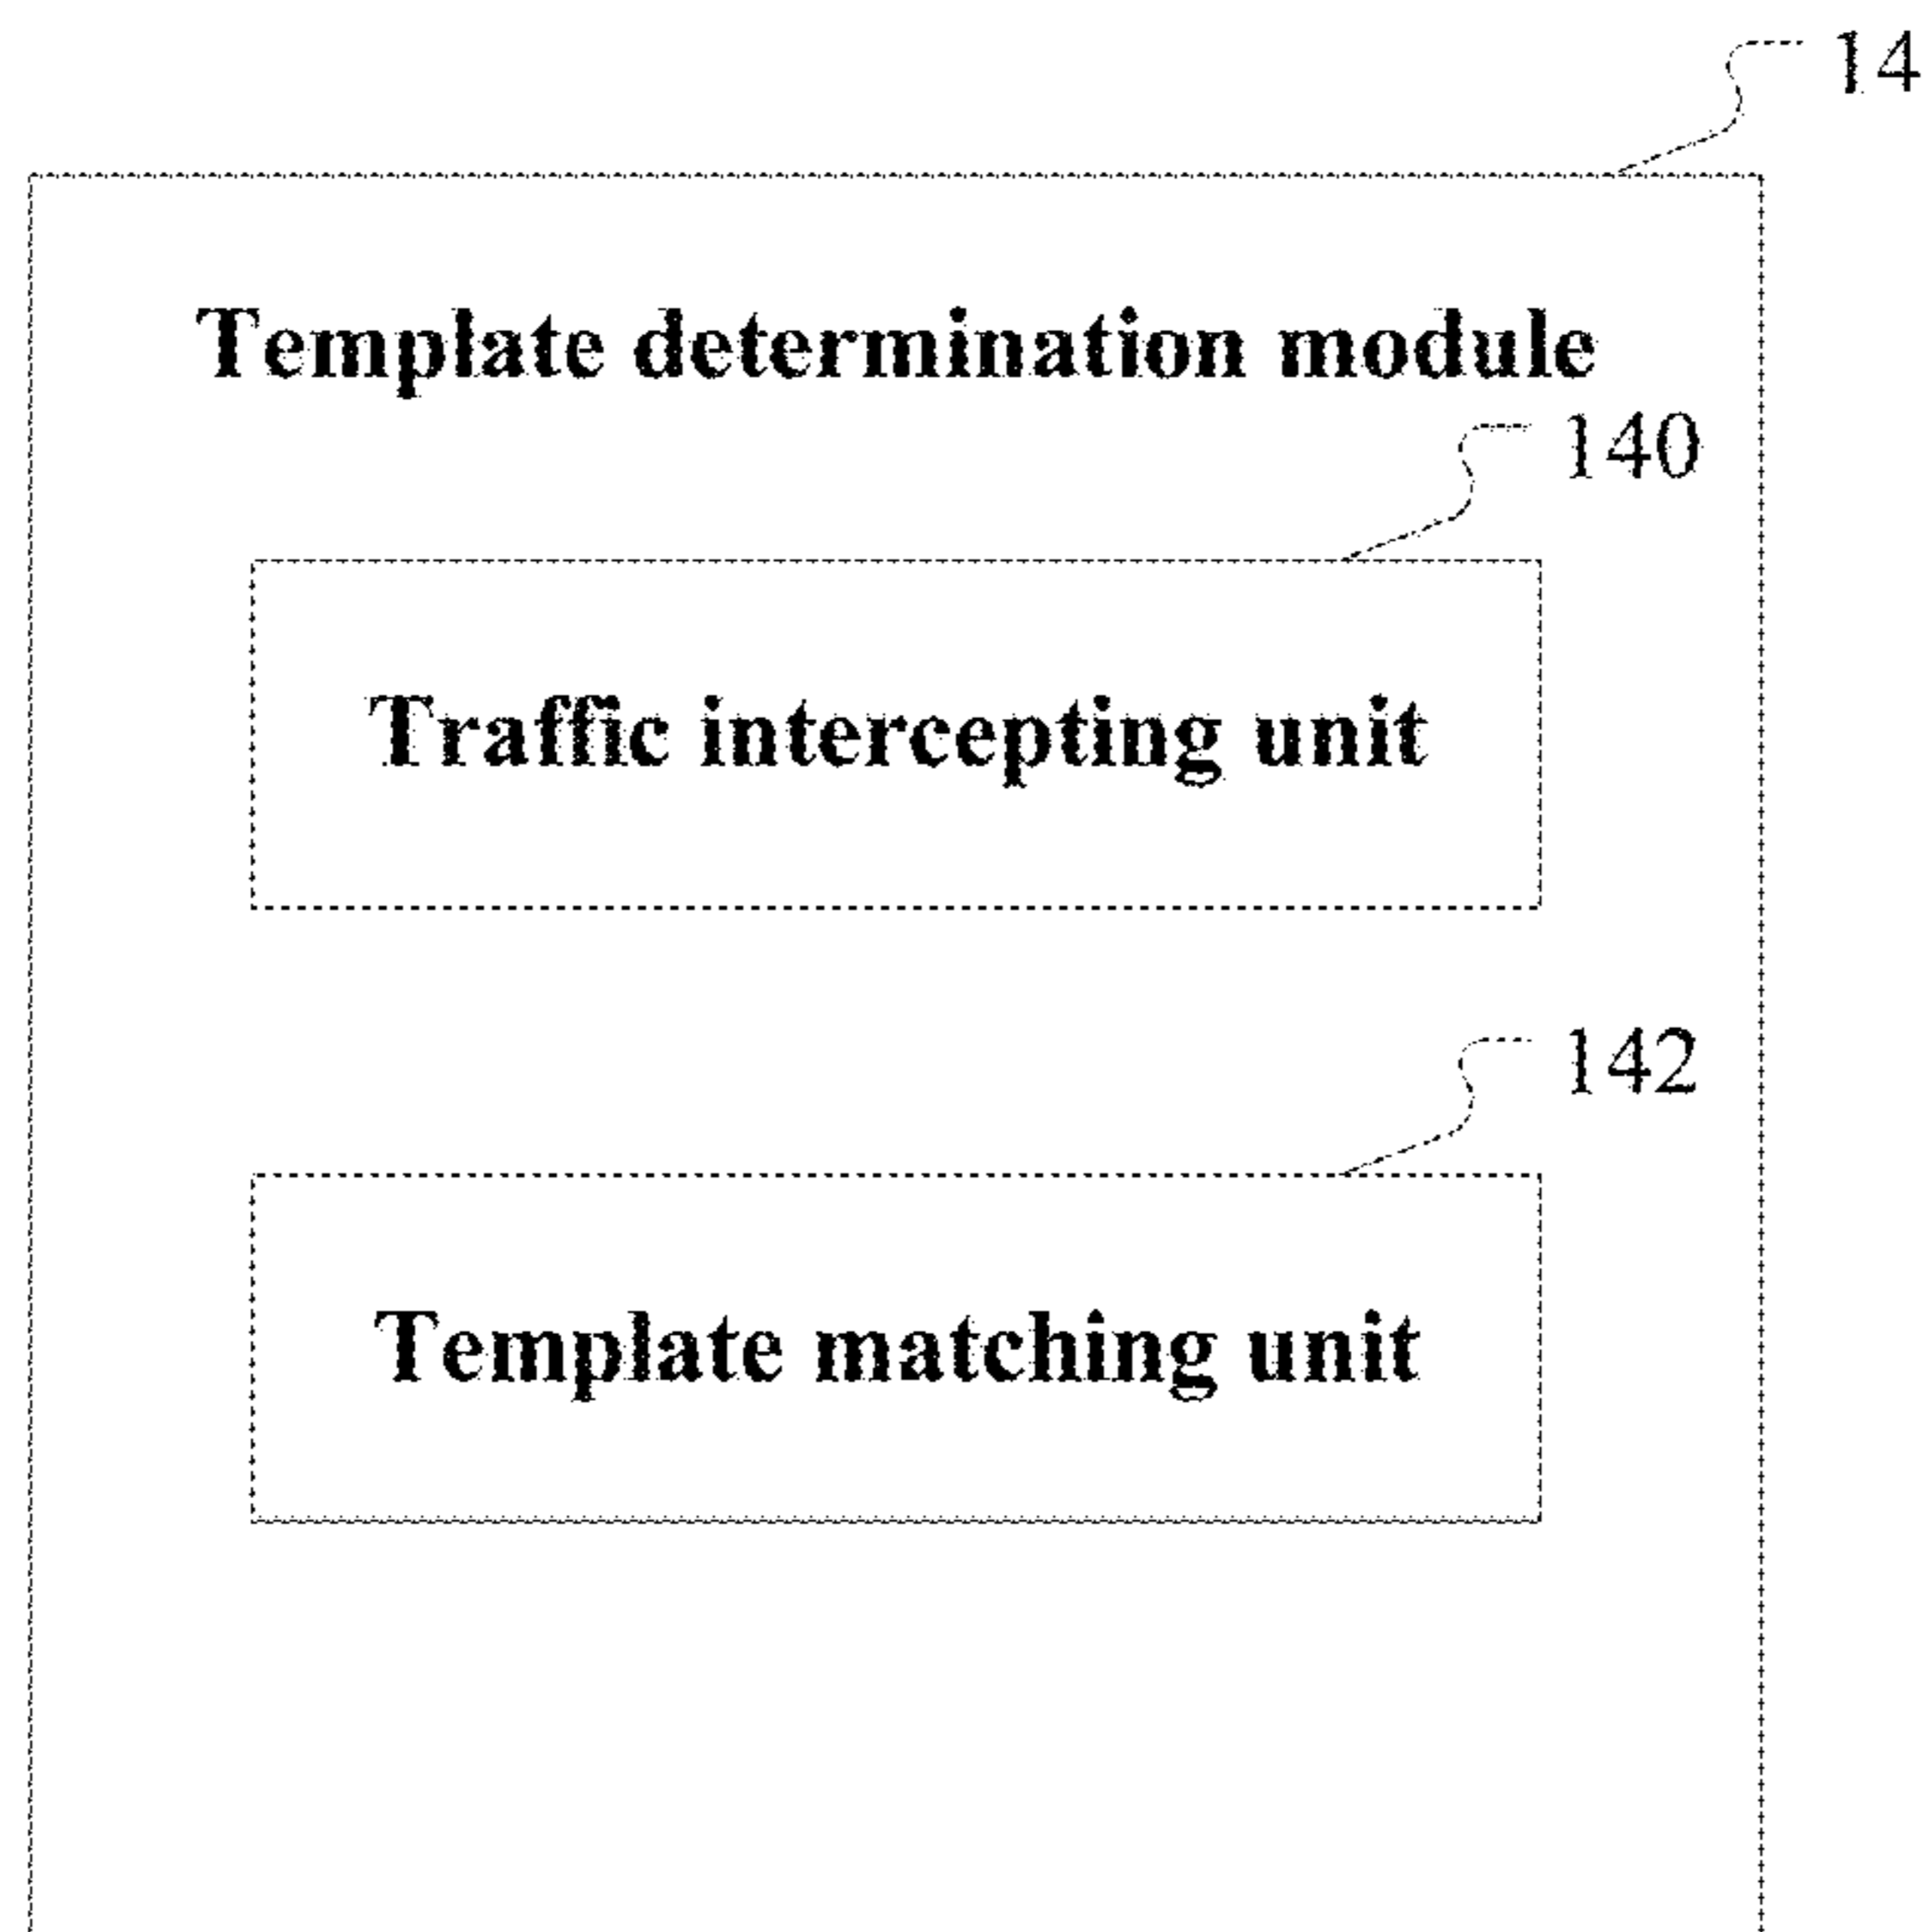 14
Template determination module
140
Traffic intercepting unit
142
Template matching unit